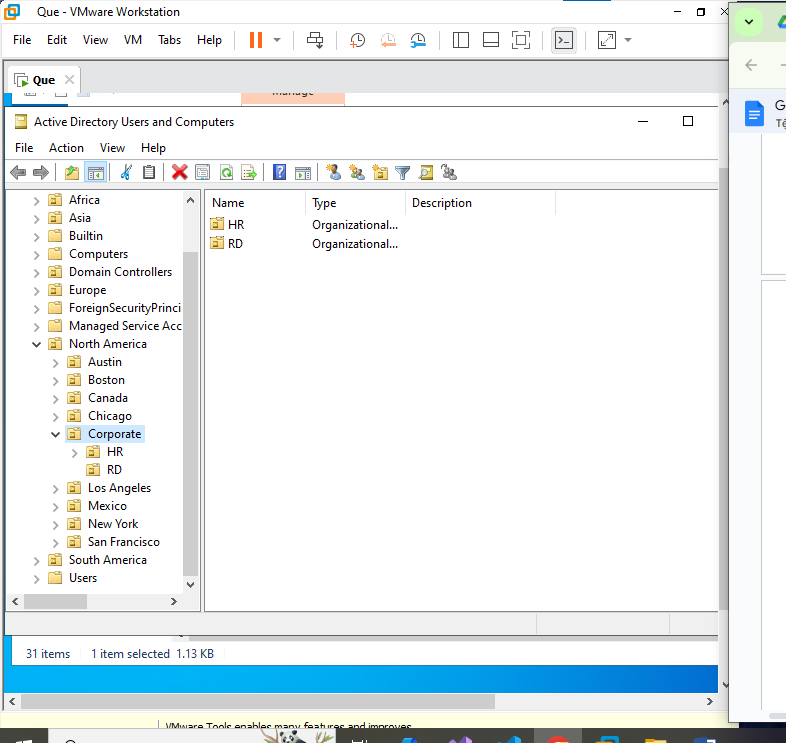 Que - VMware Workstation
File Edit View VM Tabs Help
Que
Manage
Active Directory Users and Computers
File Action View Help
Name Type Description
Africa
Asia
Builtin
Computers
Domain Controllers
Europe
ForeignSecurityPrinci
Managed Service Acc
North America
Austin
Boston
Canada
Chicago
Corporate
HR
RD
Los Angeles
Mexico
New York
San Francisco
South America
Users
HR Organizational...
RD Organizational...
31 items 1 item selected 1.13 KB
VMware Tools enables many features and improves
G
Tệ